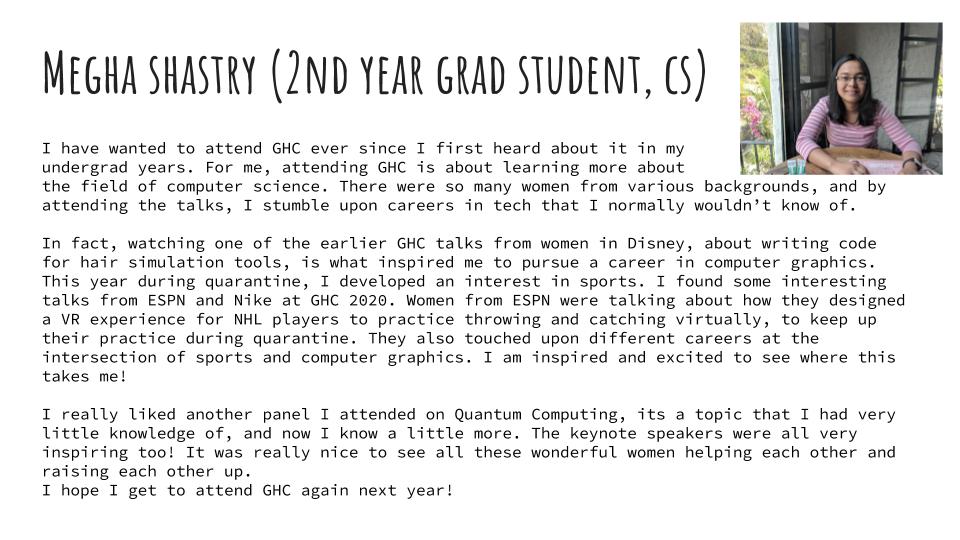 Megha shastry (2nd year grad student, cs)
I have wanted to attend GHC ever since I first heard about it in my
undergrad years. For me, attending GHC is about learning more about
the field of computer science. There were so many women from various backgrounds, and by
attending the talks, I stumble upon careers in tech that I normally wouldn’t know of.
In fact, watching one of the earlier GHC talks from women in Disney, about writing code
for hair simulation tools, is what inspired me to pursue a career in computer graphics.
This year during quarantine, I developed an interest in sports. I found some interesting
talks from ESPN and Nike at GHC 2020. Women from ESPN were talking about how they designed
a VR experience for NHL players to practice throwing and catching virtually, to keep up
their practice during quarantine. They also touched upon different careers at the
intersection of sports and computer graphics. I am inspired and excited to see where this
takes me!
I really liked another panel I attended on Quantum Computing, its a topic that I had very
little knowledge of, and now I know a little more. The keynote speakers were all very
inspiring too! It was really nice to see all these wonderful women helping each other and
raising each other up.
I hope I get to attend GHC again next year!